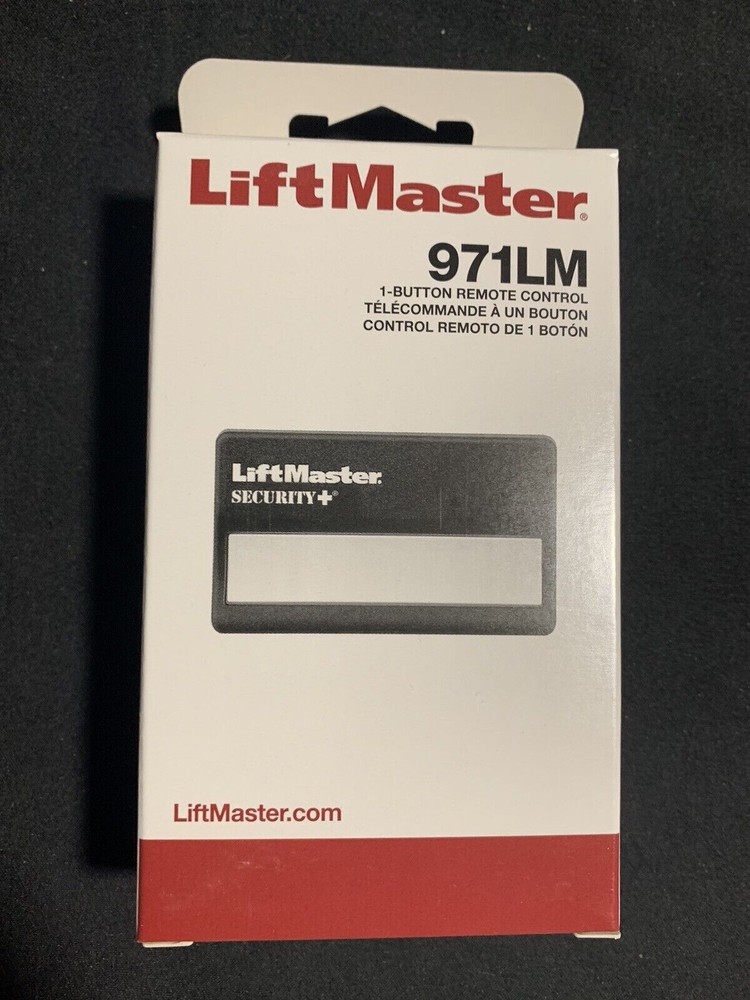 LiftMaster®
971LM
1-BUTTON REMOTE CONTROL
TÉLÉCOMMANDE À UN BOUTON
CONTROL REMOTO DE 1 BOTÓN
LiftMaster
SECURITY+®
LiftMaster.com